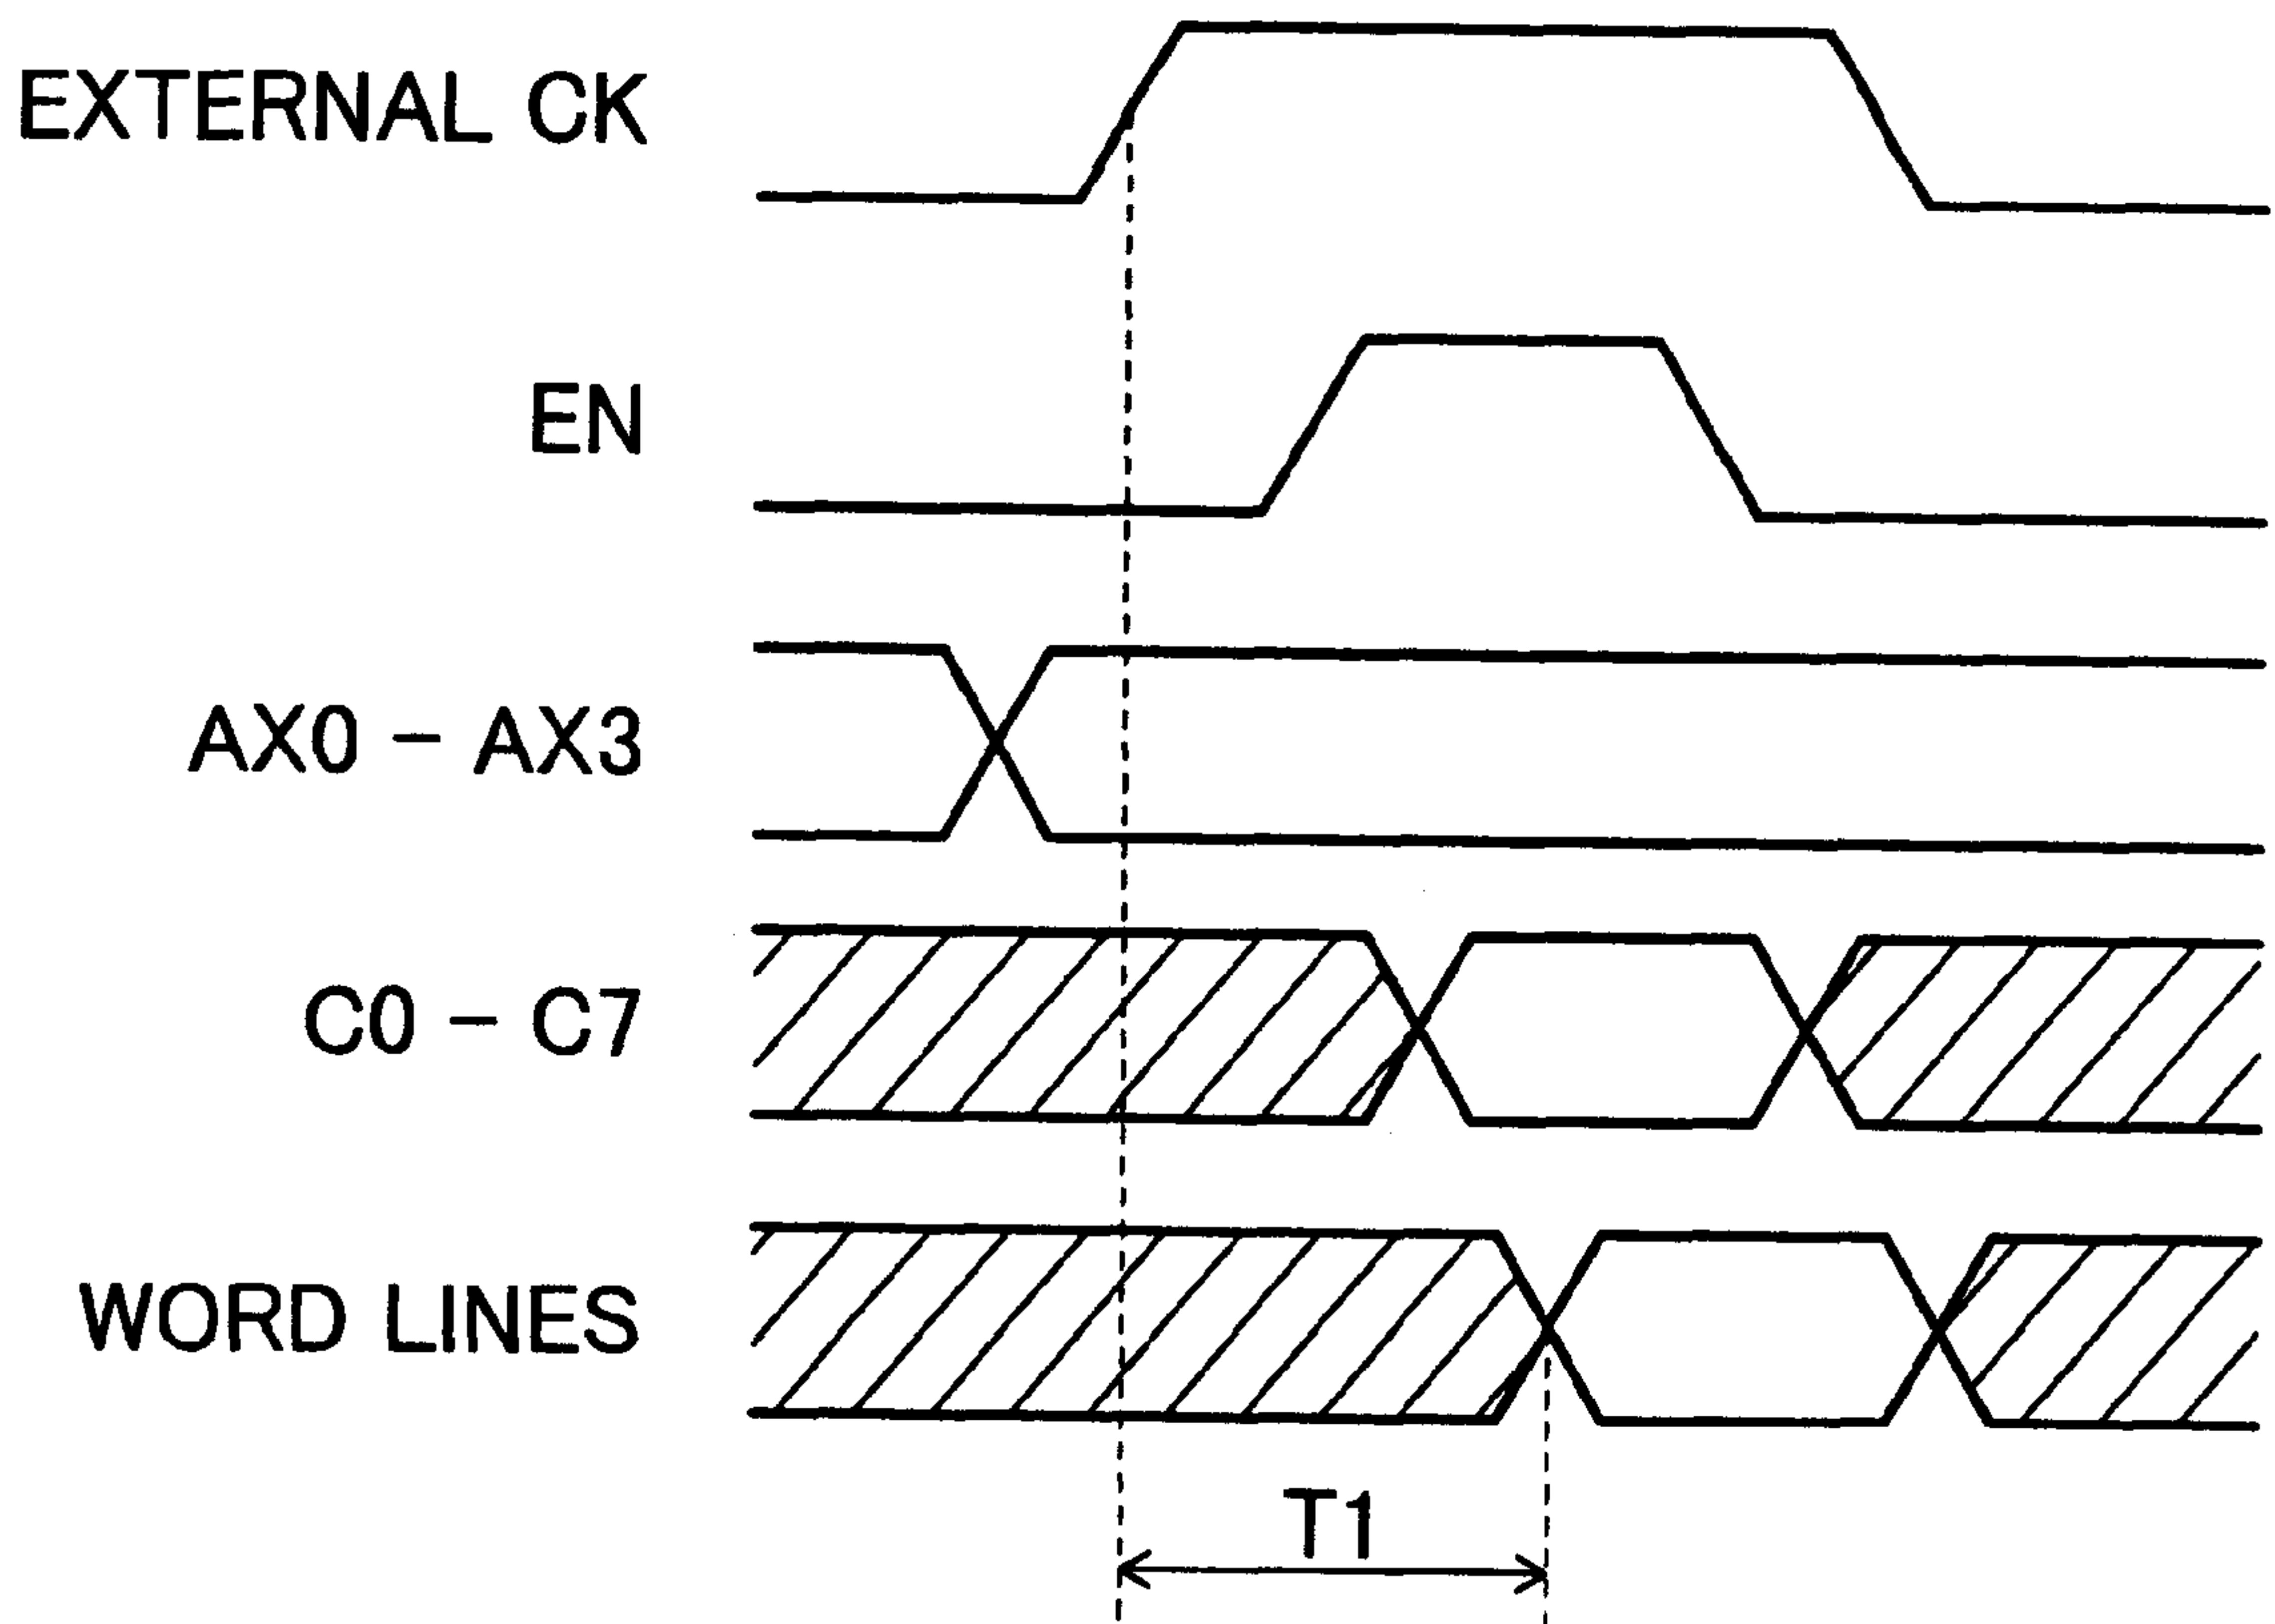 EXTERNAL CK
EN
AX0 – AX3
C0 – C7
WORD LINES
T1